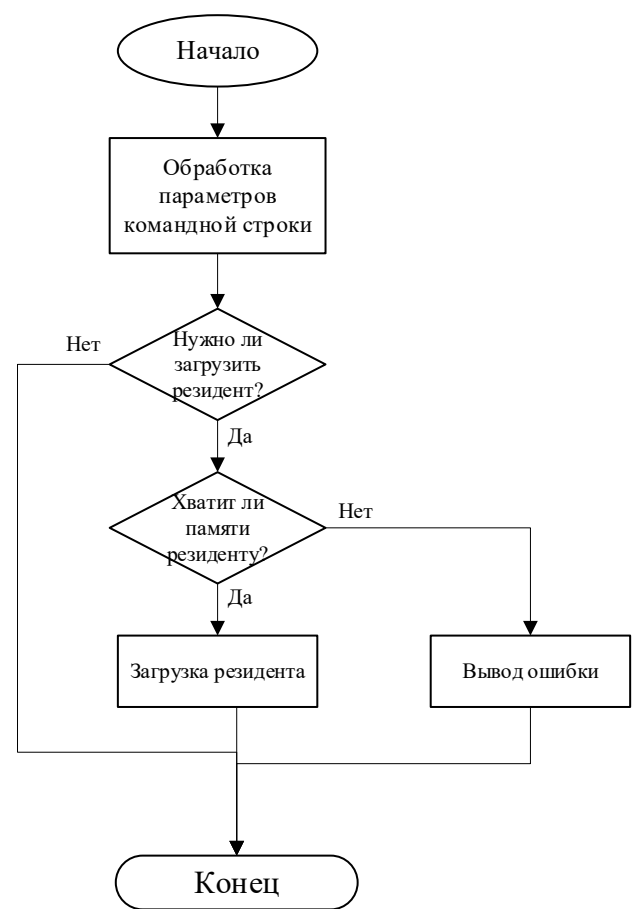 Начало
Обработка
параметров
командной строки
Нет
Нужно ли
загрузить
резидент?
Да
Хватит ли
памяти
резиденту?
Нет
Да
Загрузка резидента
Вывод ошибки
Конец